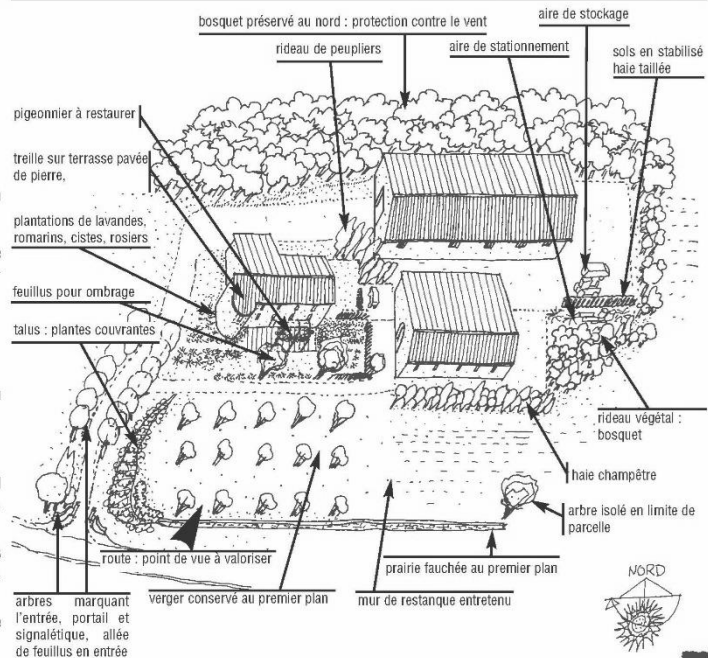 bosquet préservé au nord : protection contre le vent
aire de stockage
rideau de peupliers
aire de stationnement
sols en stabilisé
haie taillée
pigeonnier à restaurer
treille sur terrasse pavée
de pierre,
plantations de lavandes,
romarins, cistes, rosiers
feuillus pour ombrage
talus : plantes couvrantes
rideau végétal :
bosquet
haie champêtre
arbre isolé en limite de
parcelle
route : point de vue à valoriser
prairie fauchée au premier plan
verger conservé au premier plan
mur de restanque entretenu
arbres marquant
l'entrée, portail et
signalétique, allée
de feuillus en entrée
NORD